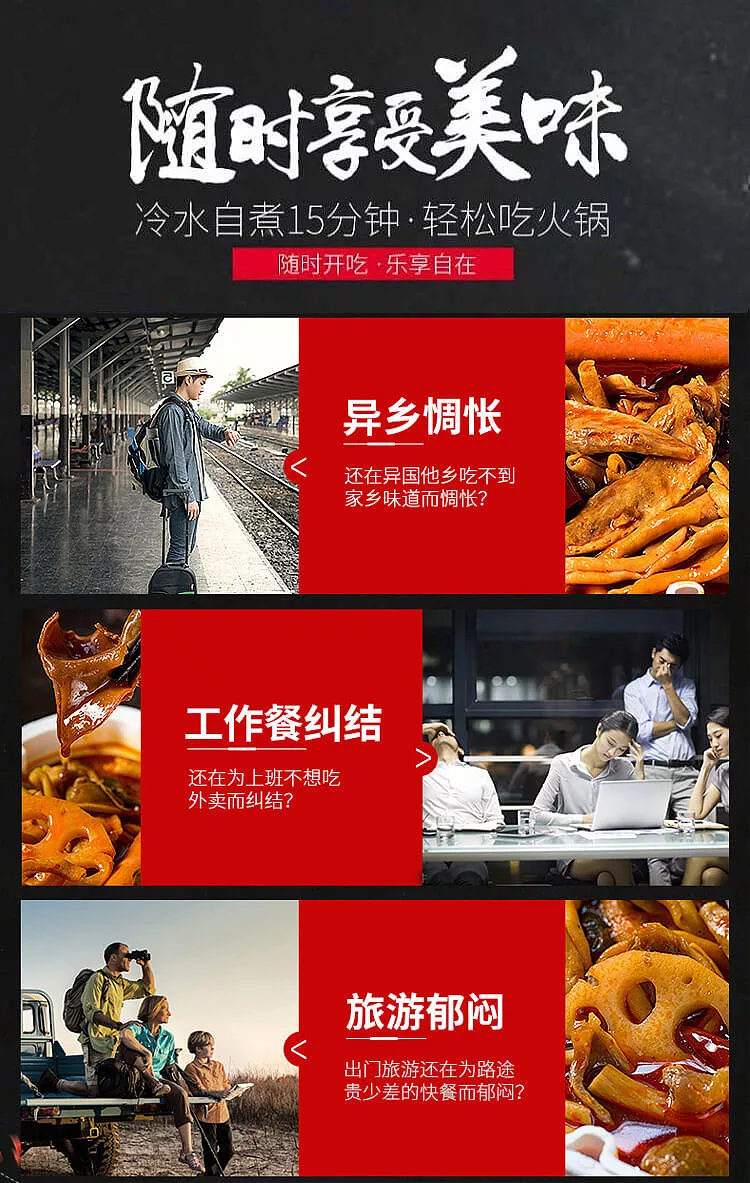 随时享受美味
冷水自煮15分钟·轻松吃火锅
随时开吃·乐享自在
异乡惆怅
还在异国他乡吃不到
家乡味道而惆怅?
工作餐纠结
还在为上班不想吃
外卖而纠结?
旅游郁闷
出门旅游还在为路途
贵少差的快餐而郁闷?